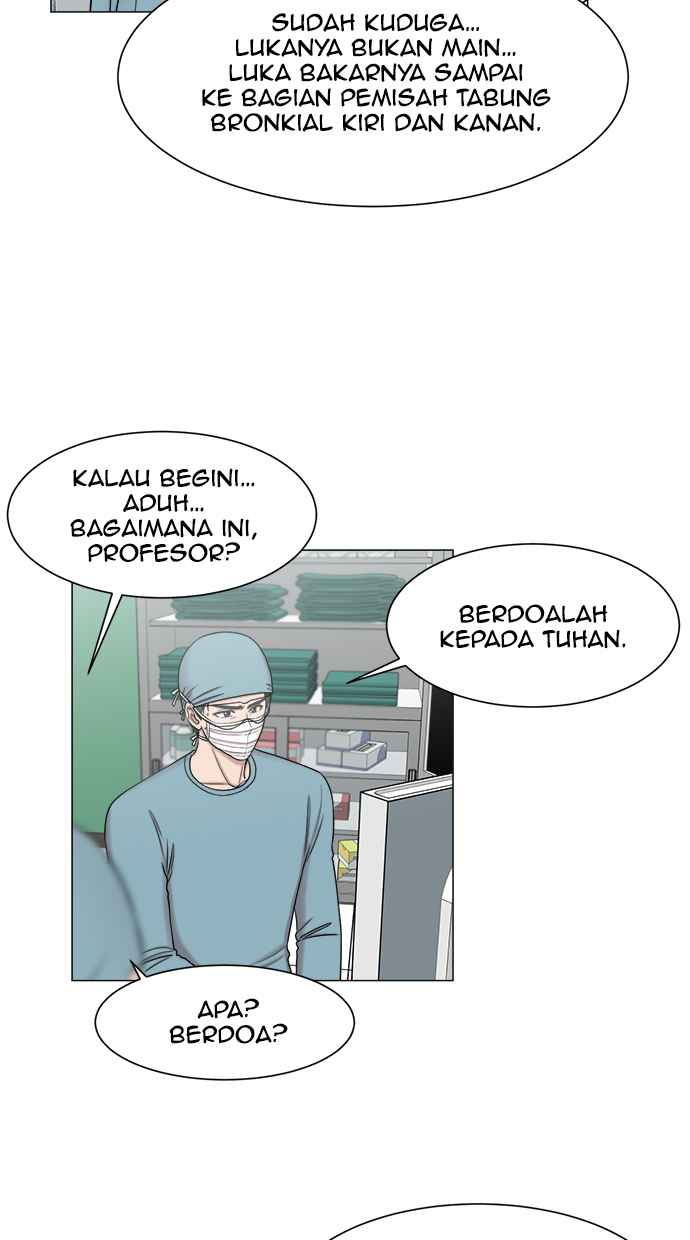 SUDAH KUDUGA...
LUKANYA BUKAN MAIN...
LUKA BAKARNYA SAMPAI
KE BAGIAN PEMISAH TABUNG
BRONKIAL KIRI DAN KANAN.
KALAU BEGINI...
ADUH...
BAGAIMANA INI,
PROFESOR?
BERDOALAH
KEPADA TUHAN.
APA?
BERDOA?